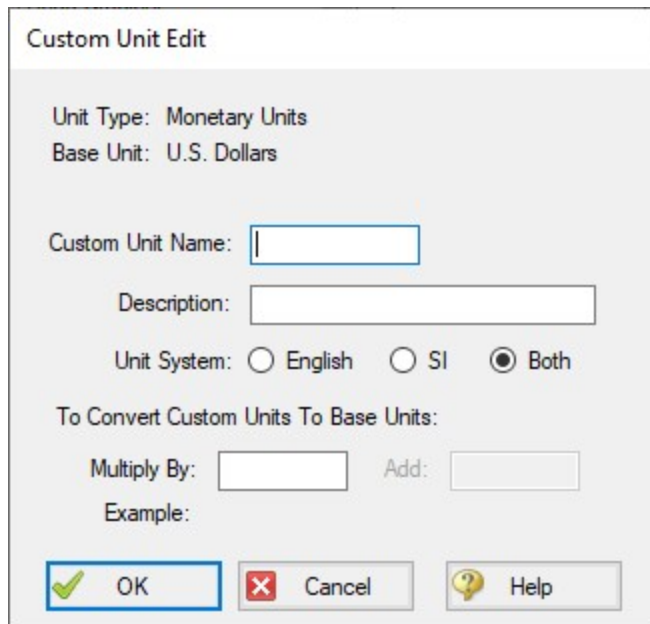 Custom Unit Edit
Unit Type: Monetary Units
Base Unit: U.S. Dollars
Custom Unit Name:
Description:
Unit System: English SI Both
To Convert Custom Units To Base Units:
Multiply By: Add:
Example:
OK Cancel Help